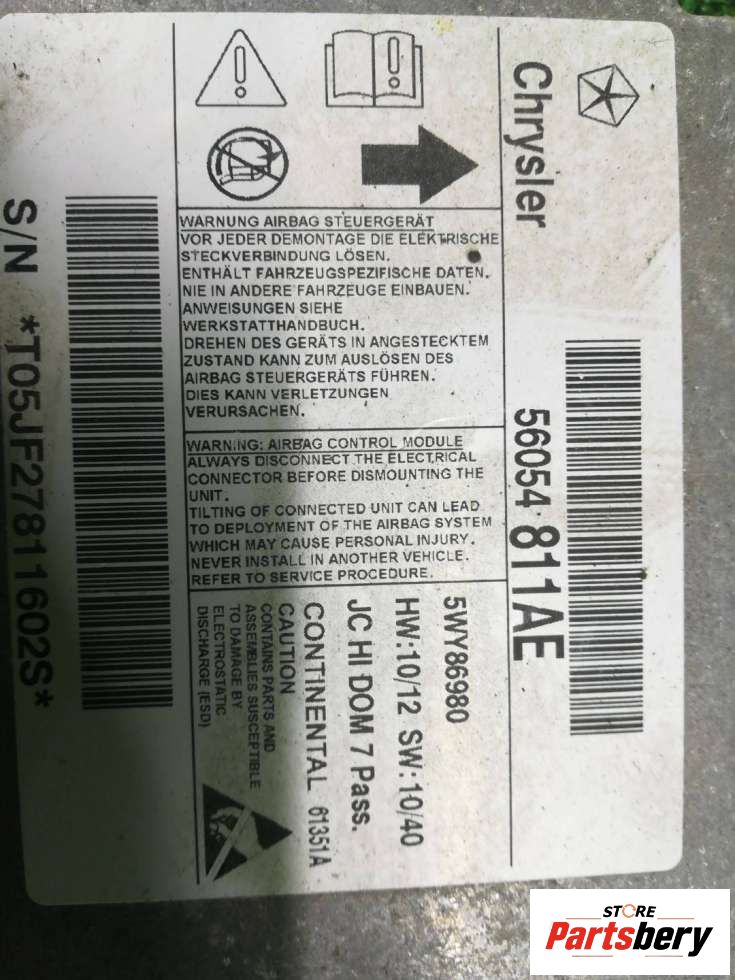 Chrysler
56054 811AE
WARNUNG AIRBAG STEUERGERÄT
VOR JEDER DEMONTAGE DIE ELEKTRISCHE
STECKVERBINDUNG LÖSEN.
ENTHÄLT FAHRZEUGSPEZIFISCHE DATEN.
NIE IN ANDERE FAHRZEUGE EINBAUEN.
ANWEISUNGEN SIEHE
WERKSTATTHANDBUCH.
DREHEN DES GERÄTS IN ANGESTECKTEM
ZUSTAND KANN ZUM AUSLÖSEN DES
AIRBAG STEUERGERÄTS FÜHREN.
DIES KANN VERLETZUNGEN
VERURSACHEN.
WARNING: AIRBAG CONTROL MODULE
ALWAYS DISCONNECT THE ELECTRICAL
CONNECTOR BEFORE DISMOUNTING THE
UNIT.
TILTING OF CONNECTED UNIT CAN LEAD
TO DEPLOYMENT OF THE AIRBAG SYSTEM
WHICH MAY CAUSE PERSONAL INJURY.
NEVER INSTALL IN ANOTHER VEHICLE.
REFER TO SERVICE PROCEDURE.
5WY86980
HW:10/12 SW:10/40
JC HI DOM 7 Pass.
CONTINENTAL 61351A
CAUTION
CONTAINS PARTS AND
ASSEMBLIES SUSCEPTIBLE
TO DAMAGE BY
ELECTROSTATIC
DISCHARGE (ESD)
S/N *T05JF27811602S*
STORE
Partsbery